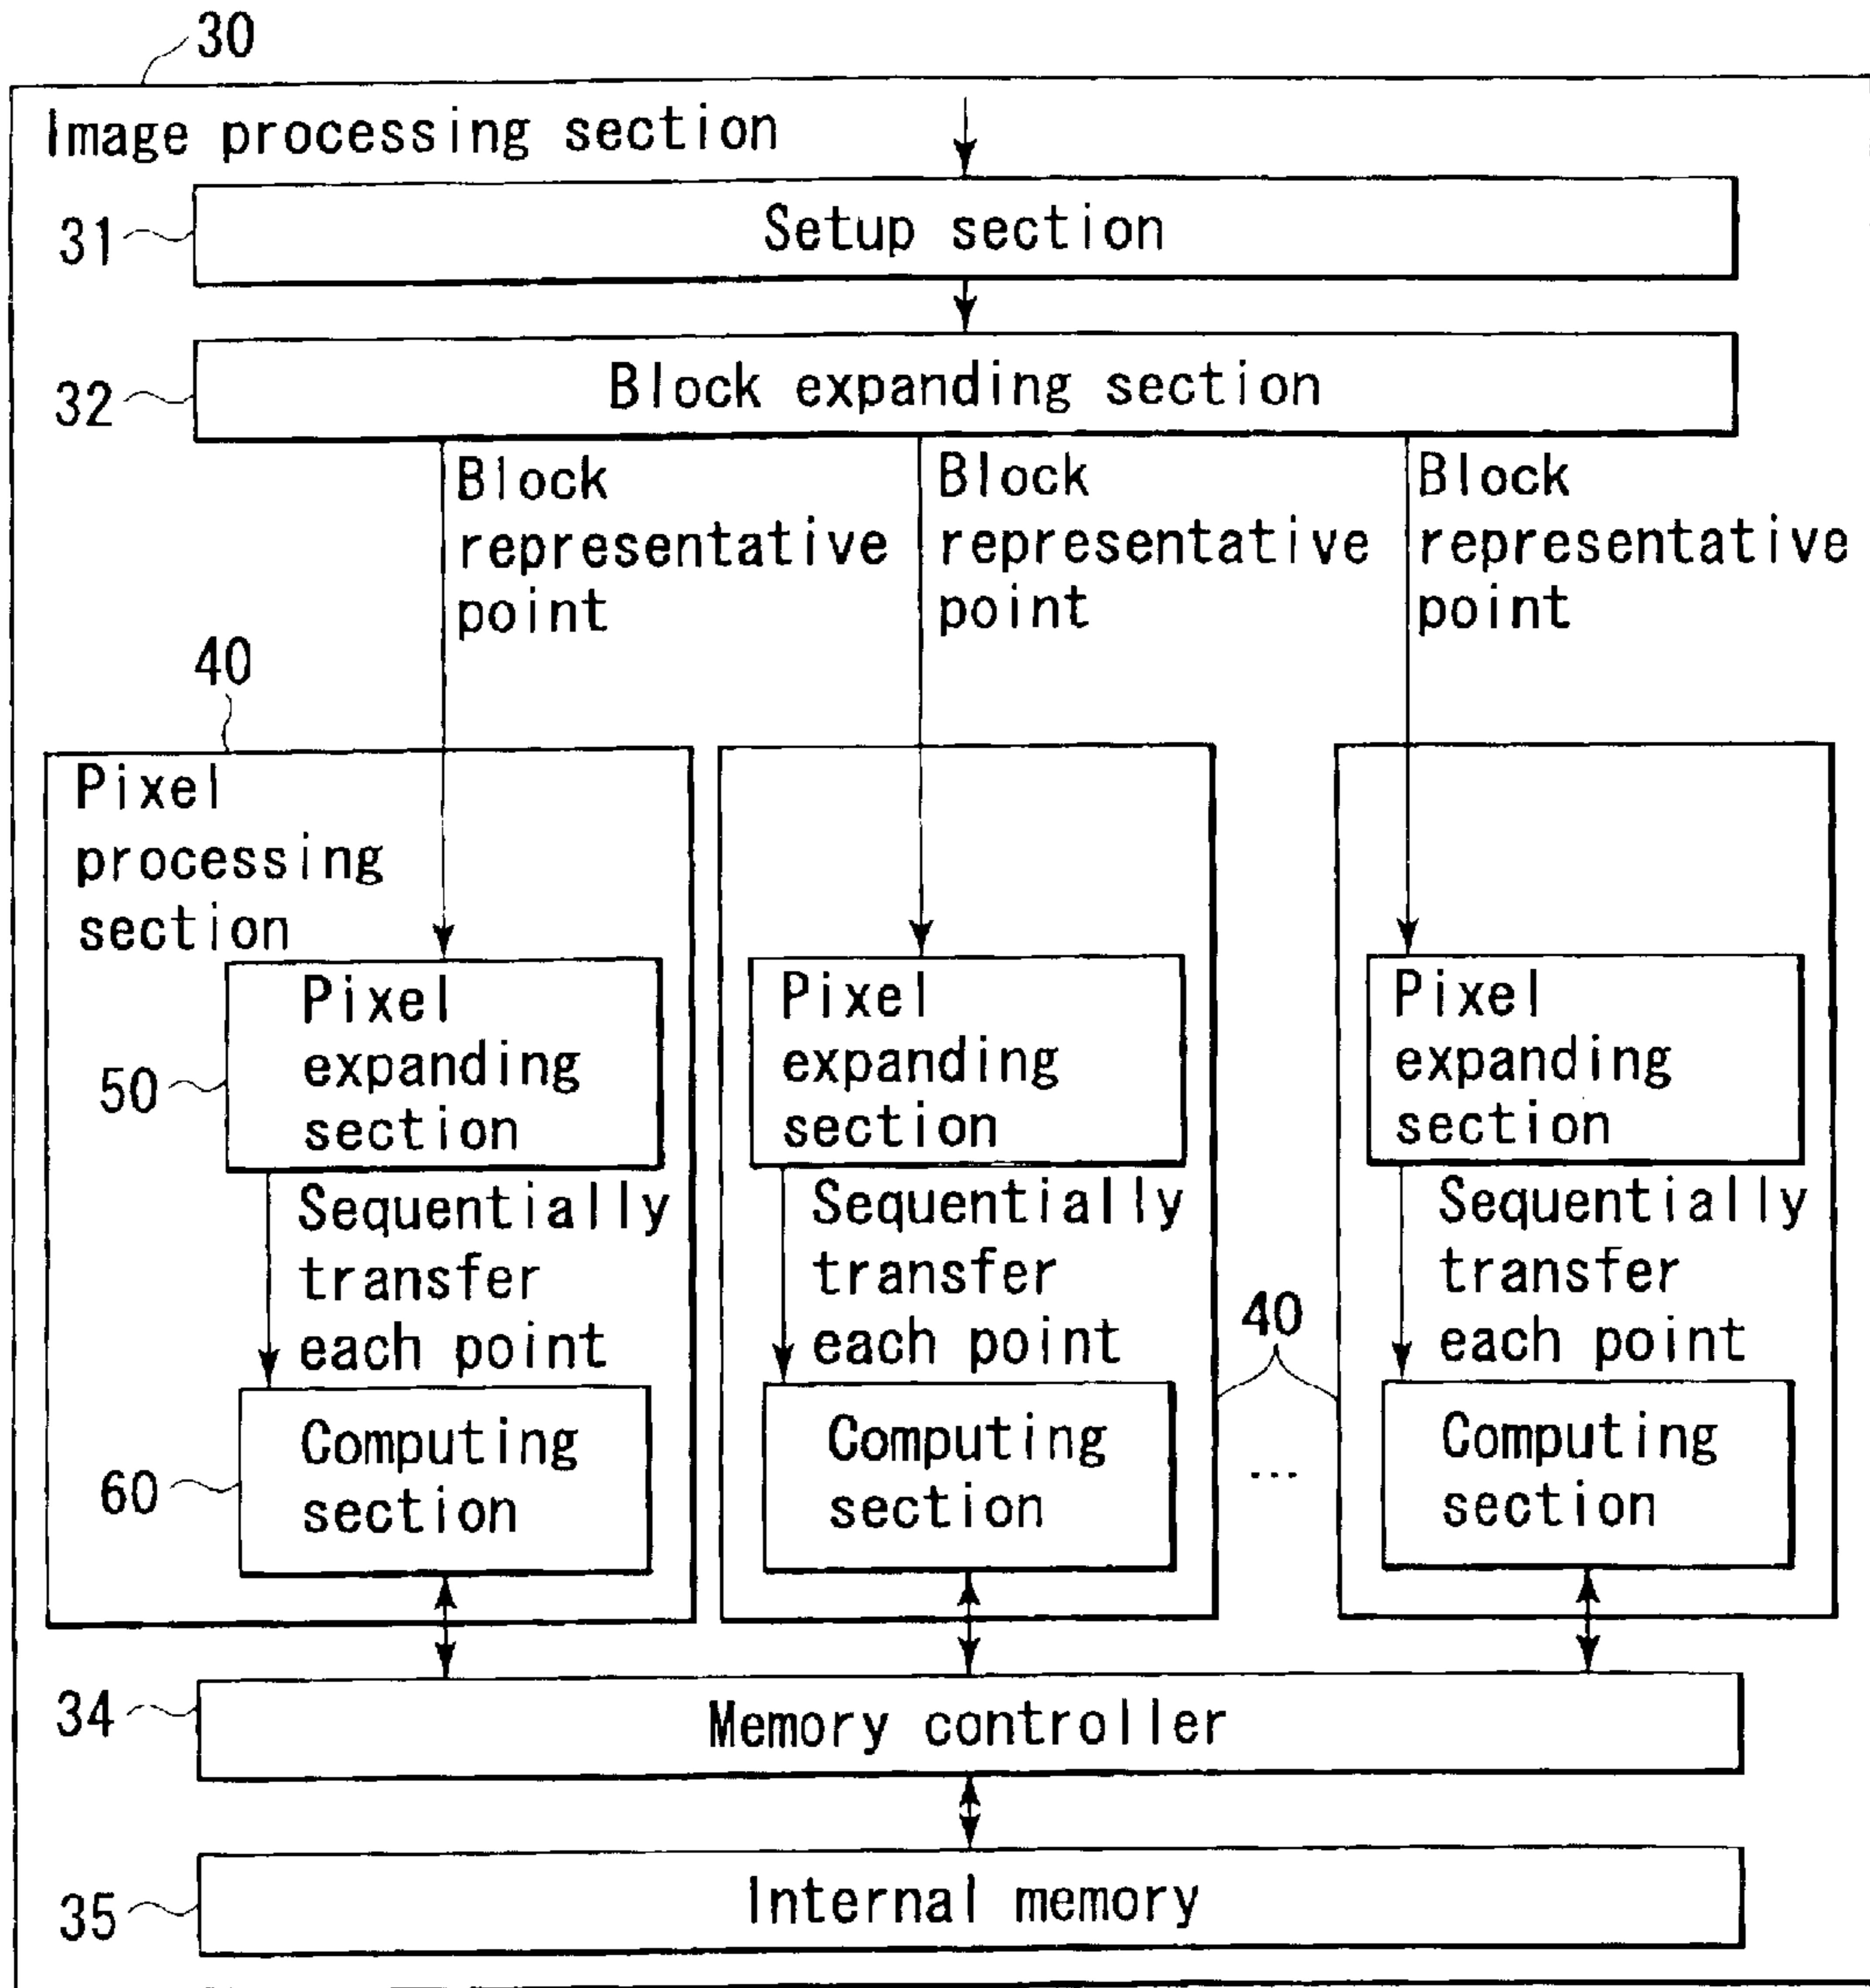 30
Image processing section
31
Setup section
32
Block expanding section
Block
representative
point
Block
representative
point
Block
representative
point
40
Pixel
processing
section
50
Pixel
expanding
section
Pixel
expanding
section
Pixel
expanding
section
Sequentially
transfer
each point
Sequentially
transfer
each point
Sequentially
transfer
each point
40
60
Computing
section
Computing
section
...
Computing
section
34
Memory controller
35
Internal memory